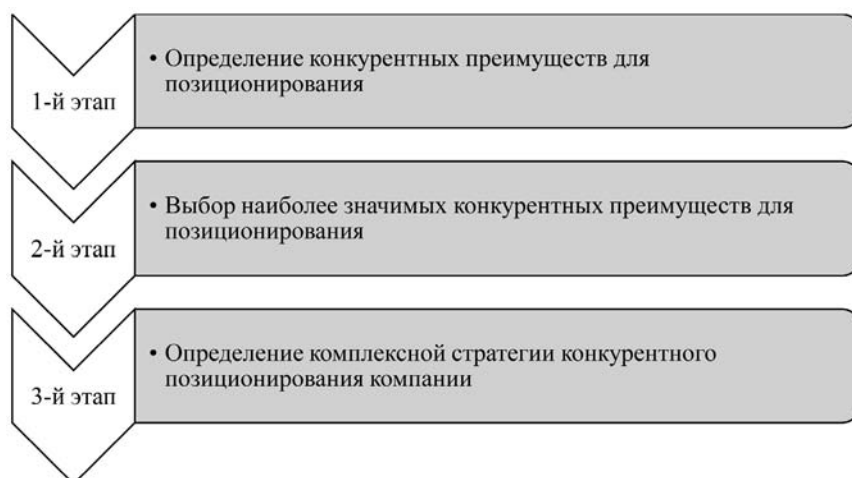 1-й этап
• Определение конкурентных преимуществ для
позиционирования
2-й этап
• Выбор наиболее значимых конкурентных преимуществ для
позиционирования
3-й этап
• Определение комплексной стратегии конкурентного
позиционирования компании